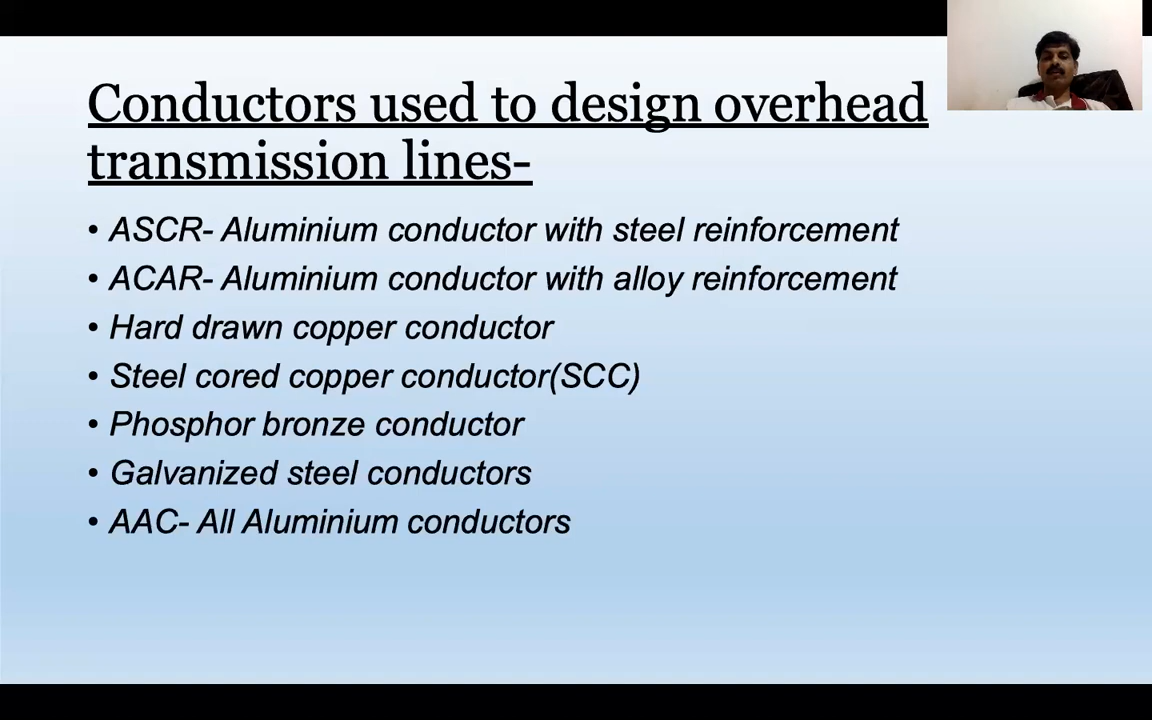 Conductors used to design overhead
transmission lines-
• ASCR- Aluminium conductor with steel reinforcement
• ACAR- Aluminium conductor with alloy reinforcement
• Hard drawn copper conductor
• Steel cored copper conductor(SCC)
• Phosphor bronze conductor
• Galvanized steel conductors
• AAC- All Aluminium conductors